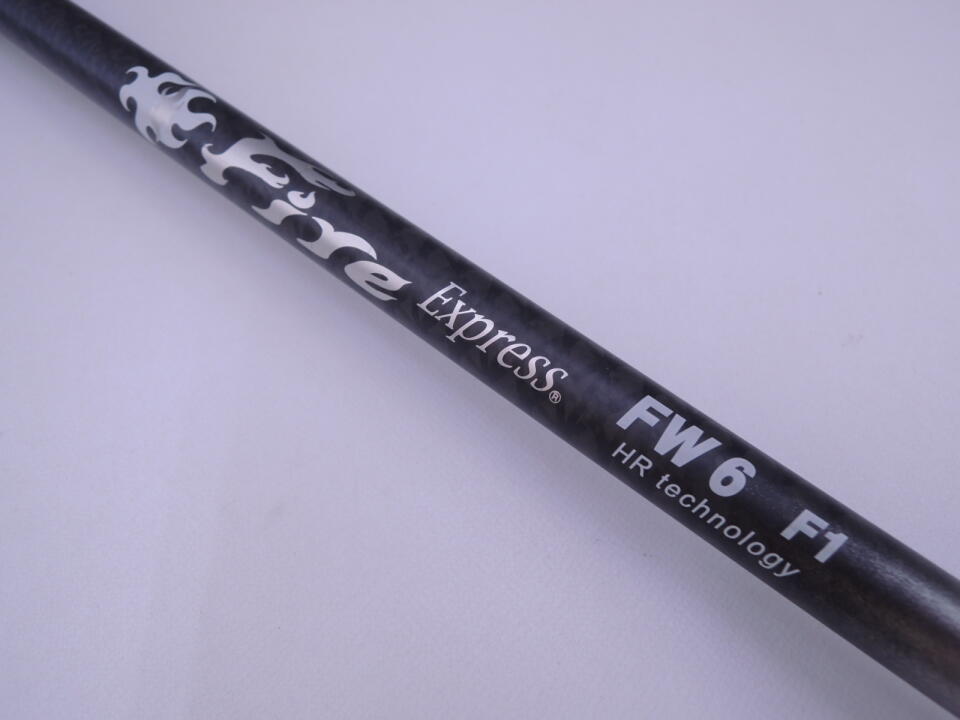 Fire Express®
FW 6 F1
HR technology